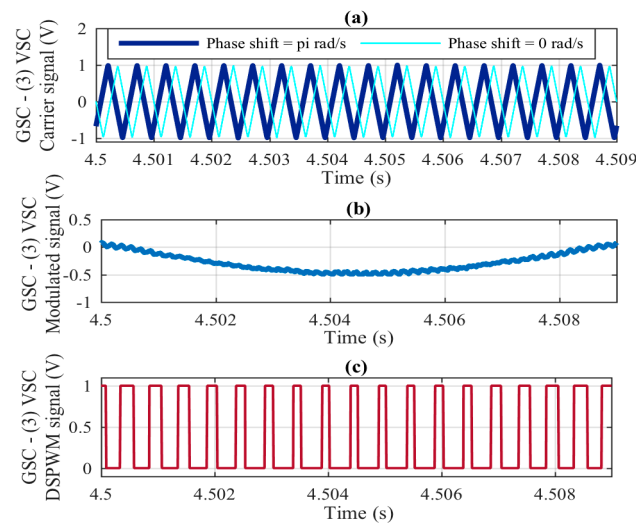 (a)
GSC - (3) VSC
Carrier signal (V)
2
1
0
-1
Phase shift = pi rad/s
Phase shift = 0 rad/s
4.5 4.501 4.502 4.503 4.504 4.505 4.506 4.507 4.508 4.509
Time (s)
(b)
GSC - (3) VSC
Modulated signal (V)
0.5
0
-0.5
-1
4.5 4.502 4.504 4.506 4.508
Time (s)
(c)
GSC - (3) VSC
DSPWM signal (V)
1
0.5
0
4.5 4.502 4.504 4.506 4.508
Time (s)